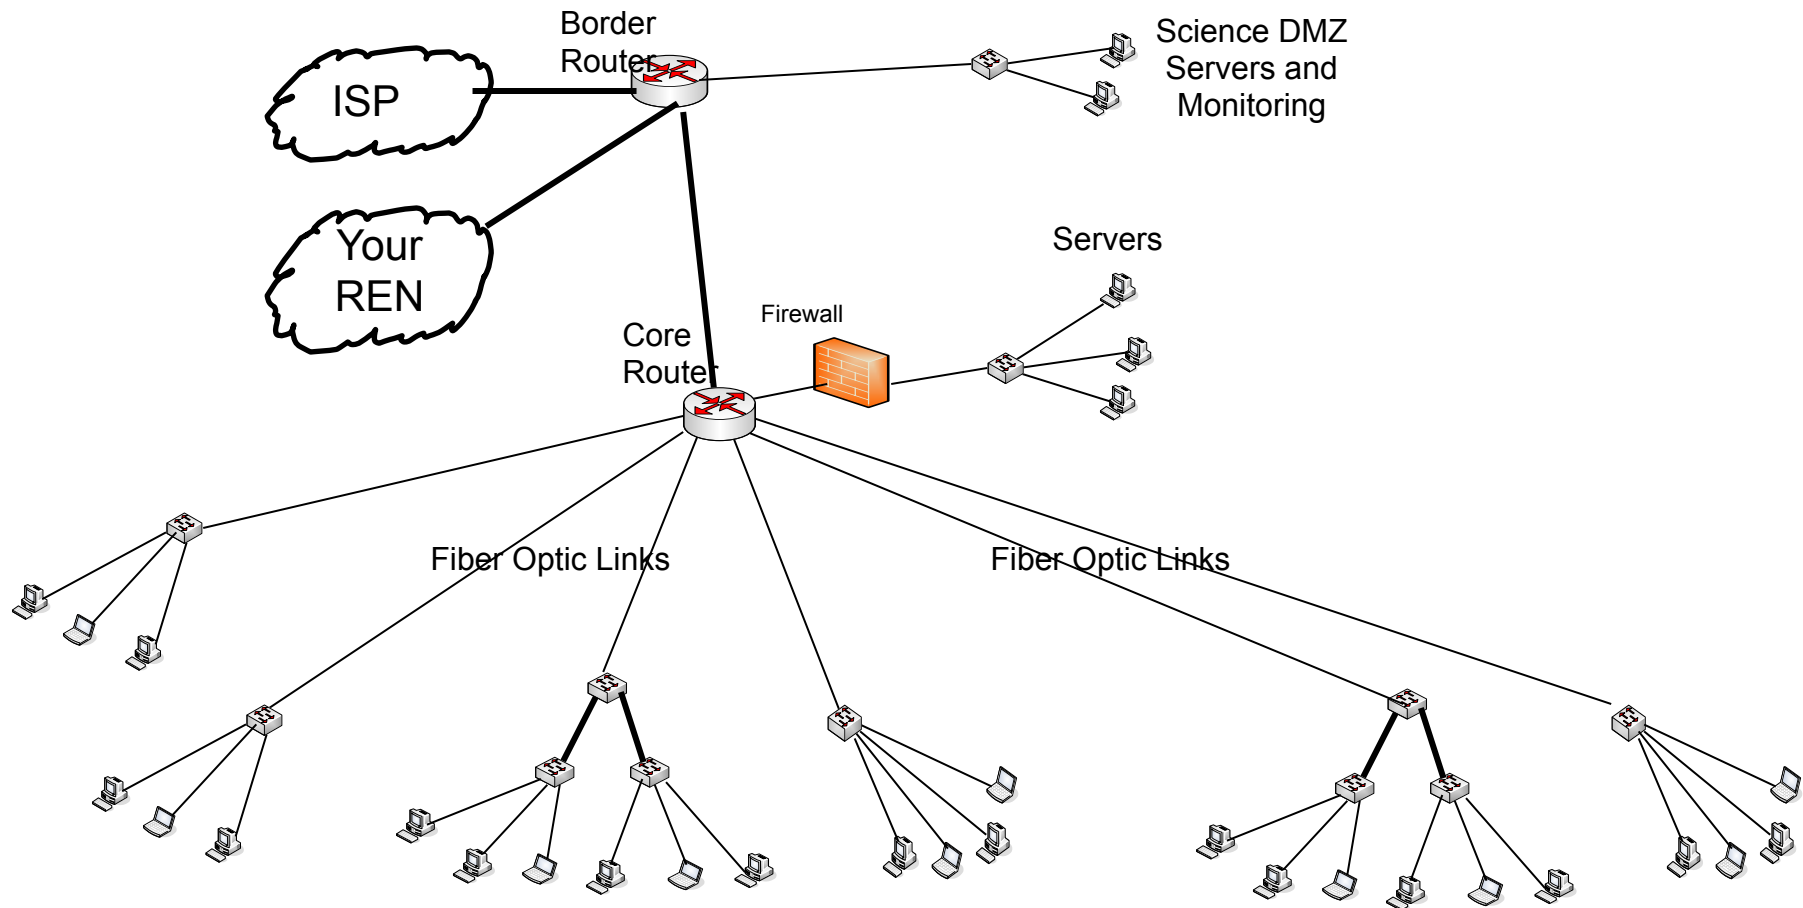 Border
Router
ISP
Science DMZ
Servers and
Monitoring
Your
REN
Servers
Firewall
Core
Router
Fiber Optic Links
Fiber Optic Links